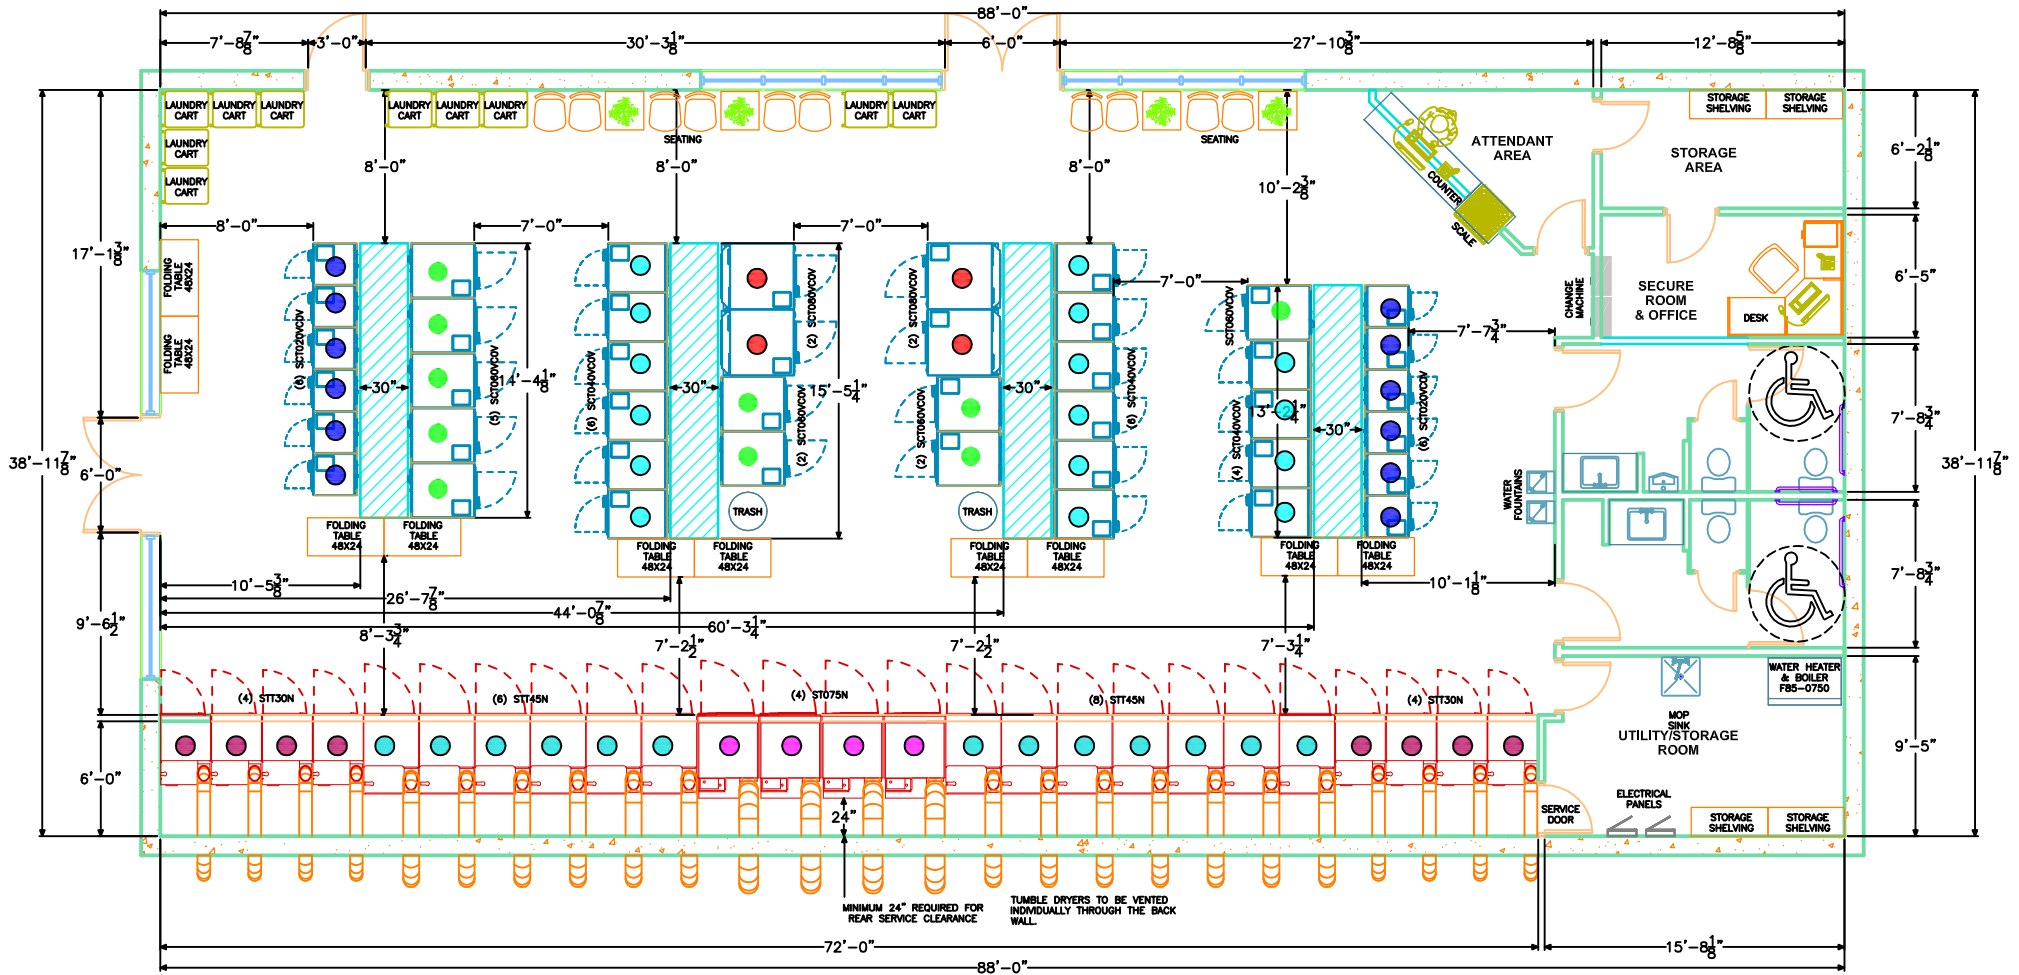 88'-0"
7'-8 7/8"
3'-0"
30'-3 1/8"
6'-0"
27'-10 3/8"
12'-8 5/8"
LAUNDRY
CART
LAUNDRY
CART
LAUNDRY
CART
LAUNDRY
CART
LAUNDRY
CART
LAUNDRY
CART
LAUNDRY
CART
LAUNDRY
CART
LAUNDRY
CART
LAUNDRY
CART
SEATING
SEATING
STORAGE
SHELVING
STORAGE
SHELVING
ATTENDANT
AREA
STORAGE
AREA
COUNTER
SCALE
8'-0"
8'-0"
8'-0"
10'-2 3/8"
6'-2 1/8"
8'-0"
7'-0"
7'-0"
7'-0"
7'-7 3/4"
17'-1 3/8"
6'-5"
FOLDING
TABLE
48X24
FOLDING
TABLE
48X24
(6) SCT020VCOV
30"
(5) SCT060VCOV
14'-4 1/8"
(6) SCT040VCOV
30"
(2) SCT080VCOV
(2) SCT060VCOV
15'-5 1/4"
(2) SCT080VCOV
(2) SCT060VCOV
30"
(6) SCT040VCOV
SCT060VCOV
(4) SCT040VCOV
13'-2 1/4"
30"
(6) SCT020VCOV
CHANGE
MACHINE
SECURE
ROOM
& OFFICE
DESK
38'-11 7/8"
6'-0"
7'-8 3/4"
38'-11 7/8"
WATER
FOUNTAINS
TRASH
TRASH
FOLDING
TABLE
48X24
FOLDING
TABLE
48X24
FOLDING
TABLE
48X24
FOLDING
TABLE
48X24
FOLDING
TABLE
48X24
FOLDING
TABLE
48X24
FOLDING
TABLE
48X24
FOLDING
TABLE
48X24
10'-5 3/8"
26'-7 7/8"
44'-0 7/8"
60'-3 1/4"
10'-1 1/8"
7'-8 3/4"
9'-6 1/2"
8'-3 3/4"
7'-2 1/2"
7'-2 1/2"
7'-3 1/4"
(4) STT30N
(6) STT45N
(4) ST075N
(8) STT45N
(4) STT30N
WATER HEATER
& BOILER
F85-0750
MOP
SINK
UTILITY/STORAGE
ROOM
9'-5"
6'-0"
24"
SERVICE
DOOR
ELECTRICAL
PANELS
STORAGE
SHELVING
STORAGE
SHELVING
MINIMUM 24" REQUIRED FOR
REAR SERVICE CLEARANCE
TUMBLE DRYERS TO BE VENTED
INDIVIDUALLY THROUGH THE BACK
WALL.
72'-0"
15'-8 1/8"
88'-0"